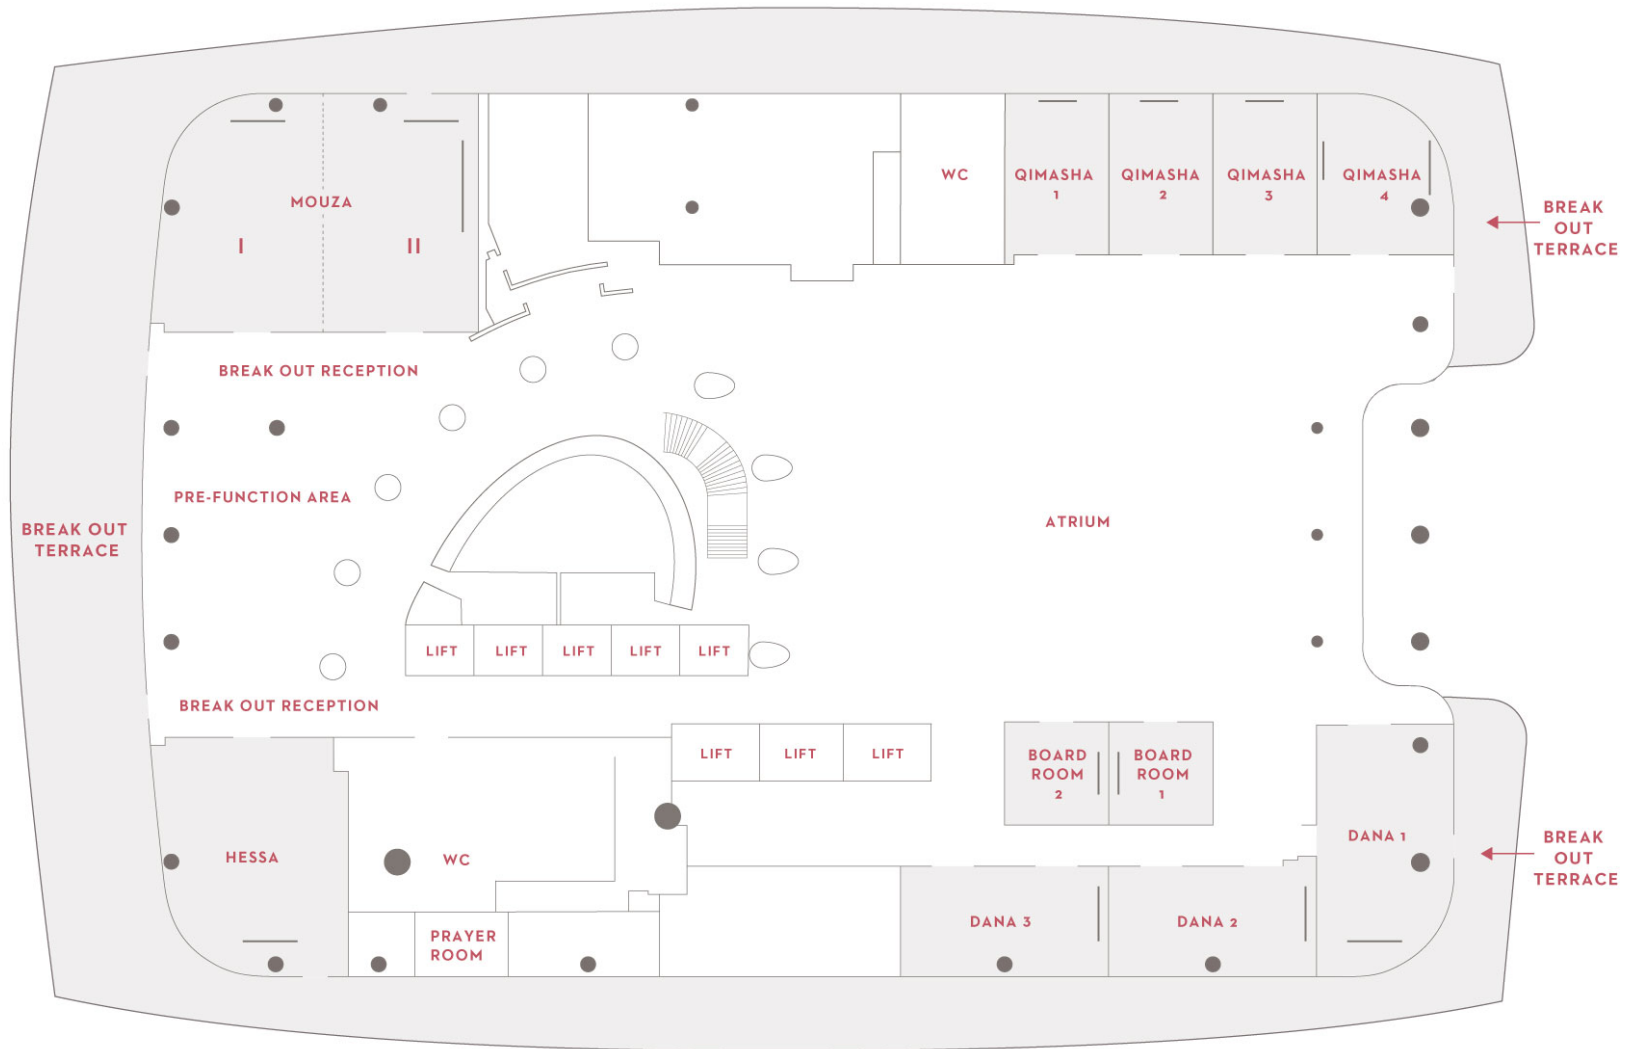 WC
QIMASHA
1
QIMASHA
2
QIMASHA
3
QIMASHA
4
MOUZA
I
II
BREAK
OUT
TERRACE
BREAK OUT RECEPTION
PRE-FUNCTION AREA
BREAK OUT
TERRACE
ATRIUM
LIFT
LIFT
LIFT
LIFT
LIFT
BREAK OUT RECEPTION
LIFT
LIFT
LIFT
BOARD
ROOM
2
BOARD
ROOM
1
DANA 1
BREAK
OUT
TERRACE
HESSA
WC
PRAYER
ROOM
DANA 3
DANA 2